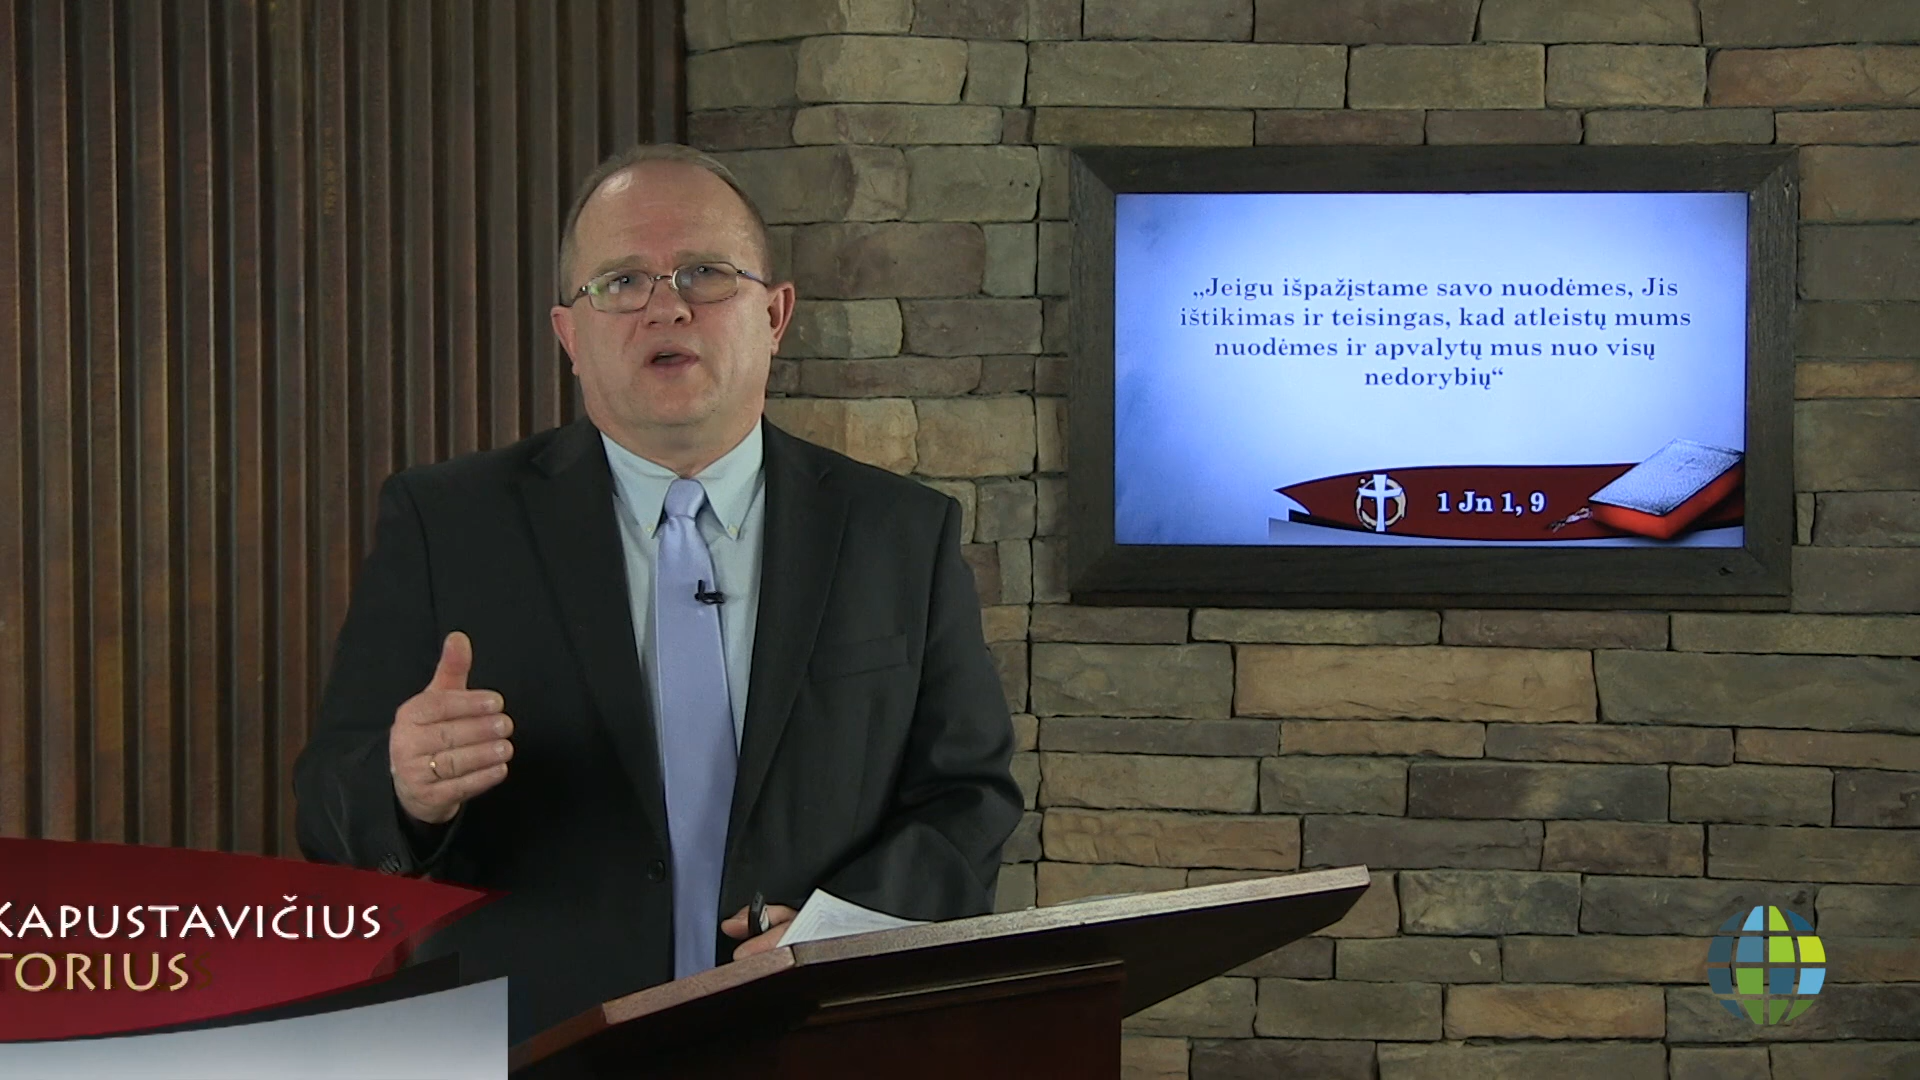 „Jeigu išpažįstame savo nuodėmes, Jis
ištikimas ir teisingas, kad atleistų mums
nuodėmes ir apvalytų mus nuo visų
nedorybių“
1 Jn 1, 9
KAPUSTAVIČIUS
TORIUS